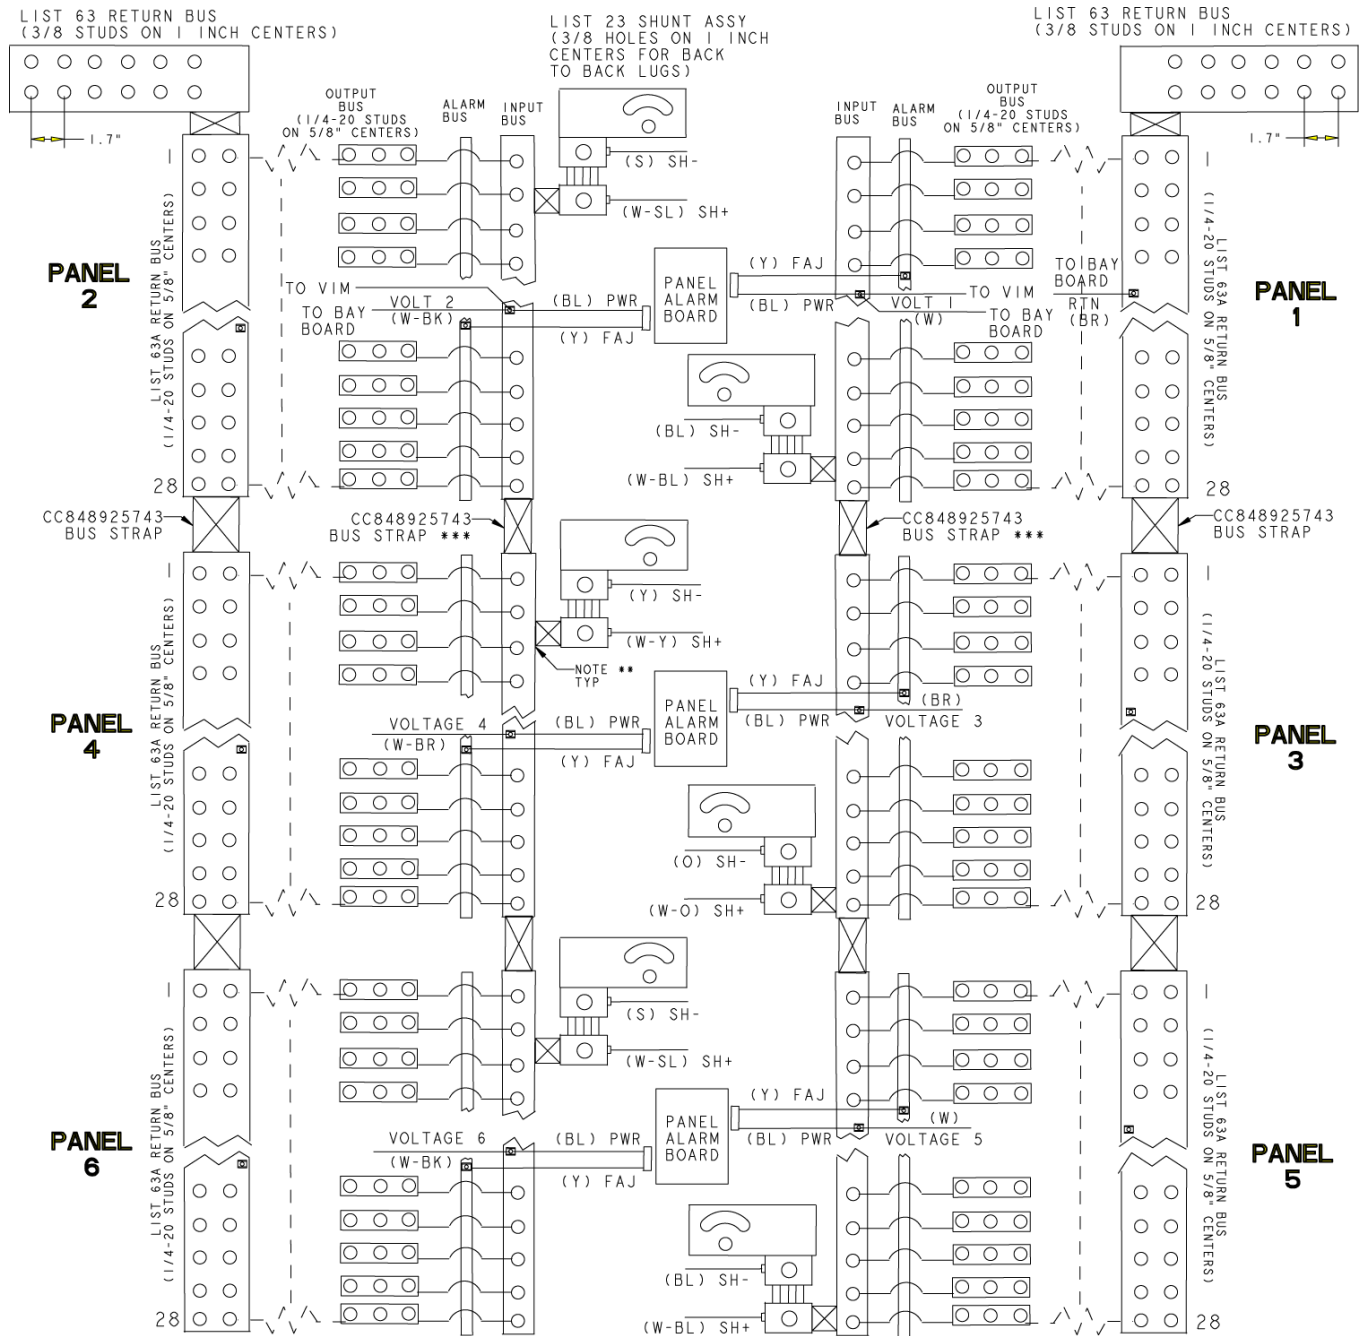 LIST 63 RETURN BUS
(3/8 STUDS ON 1 INCH CENTERS)
LIST 23 SHUNT ASSY
(3/8 HOLES ON 1 INCH
CENTERS FOR BACK
TO BACK LUGS)
LIST 63 RETURN BUS
(3/8 STUDS ON 1 INCH CENTERS)
1.7"
OUTPUT
BUS
(1/4-20 STUDS
ON 5/8" CENTERS)
ALARM
BUS
INPUT
BUS
INPUT
BUS
ALARM
BUS
OUTPUT
BUS
(1/4-20 STUDS
ON 5/8" CENTERS)
1.7"
PANEL
2
1
LIST 63A RETURN BUS
(1/4-20 STUDS ON 5/8" CENTERS)
28
(S) SH-
(W-SL) SH+
TO VIM
TO BAY
BOARD
VOLT 2
(W-BK)
(BL) PWR
(Y) FAJ
PANEL
ALARM
BOARD
(Y) FAJ
(BL) PWR
VOLT 1
(W)
TO VIM
TO BAY
BOARD
TO BAY
BOARD
RTN
(BR)
1
LIST 63A RETURN BUS
(1/4-20 STUDS ON 5/8" CENTERS)
28
PANEL
1
(BL) SH-
(W-BL) SH+
CC848925743
BUS STRAP
CC848925743
BUS STRAP ***
CC848925743
BUS STRAP ***
CC848925743
BUS STRAP
PANEL
4
1
LIST 63A RETURN BUS
(1/4-20 STUDS ON 5/8" CENTERS)
28
(Y) SH-
(W-Y) SH+
NOTE **
TYP
VOLTAGE 4
(W-BR)
(BL) PWR
(Y) FAJ
PANEL
ALARM
BOARD
(Y) FAJ
(BL) PWR
(BR)
VOLTAGE 3
1
LIST 63A RETURN BUS
(1/4-20 STUDS ON 5/8" CENTERS)
28
PANEL
3
(O) SH-
(W-O) SH+
PANEL
6
1
LIST 63A RETURN BUS
(1/4-20 STUDS ON 5/8" CENTERS)
28
(S) SH-
(W-SL) SH+
VOLTAGE 6
(W-BK)
(BL) PWR
(Y) FAJ
PANEL
ALARM
BOARD
(Y) FAJ
(BL) PWR
(W)
VOLTAGE 5
1
LIST 63A RETURN BUS
(1/4-20 STUDS ON 5/8" CENTERS)
28
PANEL
5
(BL) SH-
(W-BL) SH+